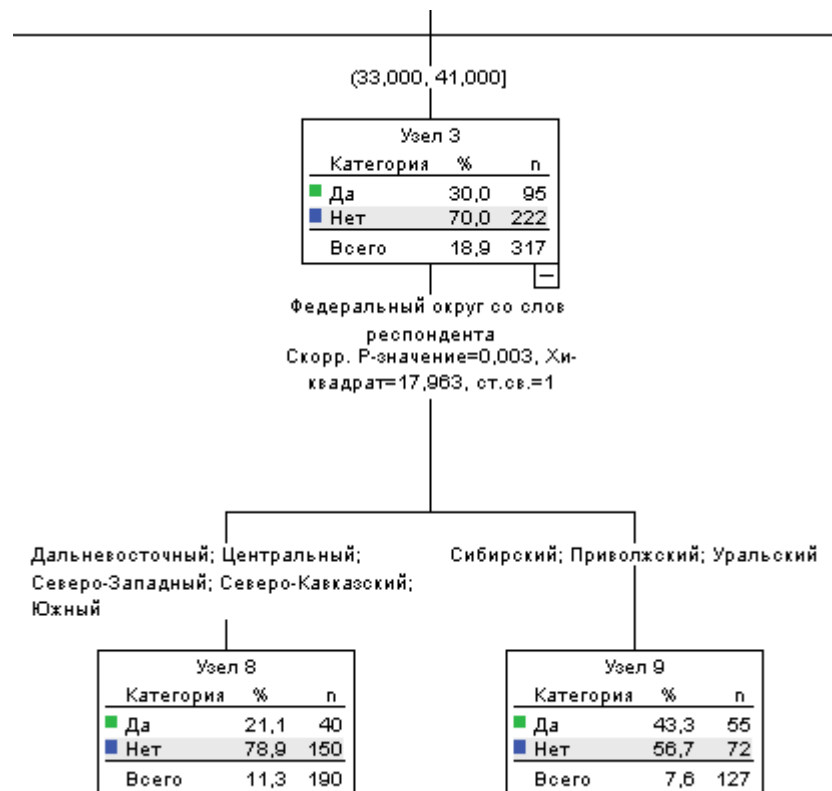 (33,000, 41,000]
Узел 3
Категория % n
Да 30,0 95
Нет 70,0 222
Всего 18,9 317
Федеральный округ со слов
респондента
Скорр. P-значение=0,003, Хи-
квадрат=17,963, ст.св.=1
Дальневосточный; Центральный;
Северо-Западный; Северо-Кавказский;
Южный
Узел 8
Категория % n
Да 21,1 40
Нет 78,9 150
Всего 11,3 190
Сибирский; Приволжский; Уральский
Узел 9
Категория % n
Да 43,3 55
Нет 56,7 72
Всего 7,6 127